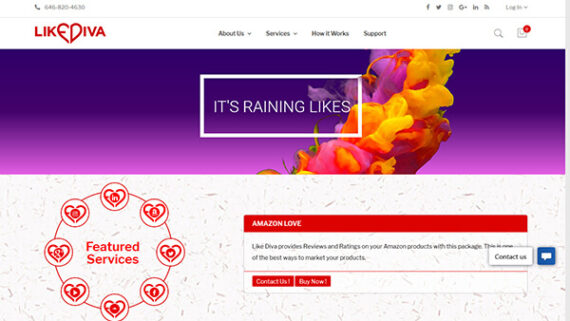 646-820-4630
Log In
LIKE DIVA
About Us
Services
How it Works
Support
0
IT'S RAINING LIKES
Featured
Services
AMAZON LOVE
Like Diva provides Reviews and Ratings on your Amazon products with this package. This is one
of the best ways to market your products.
Contact us
Contact Us !
Buy Now !